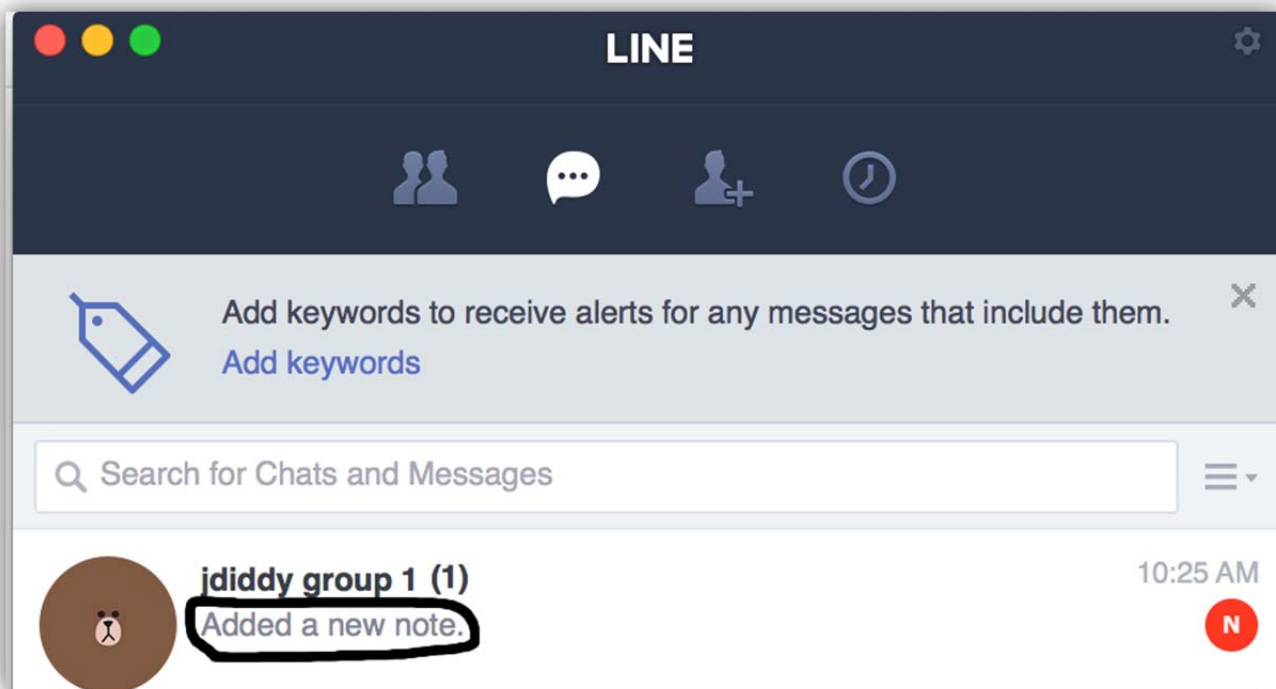 LINE
Add keywords to receive alerts for any messages that include them.
Add keywords
Search for Chats and Messages
jdiddy group 1 (1)
10:25 AM
Added a new note.
N